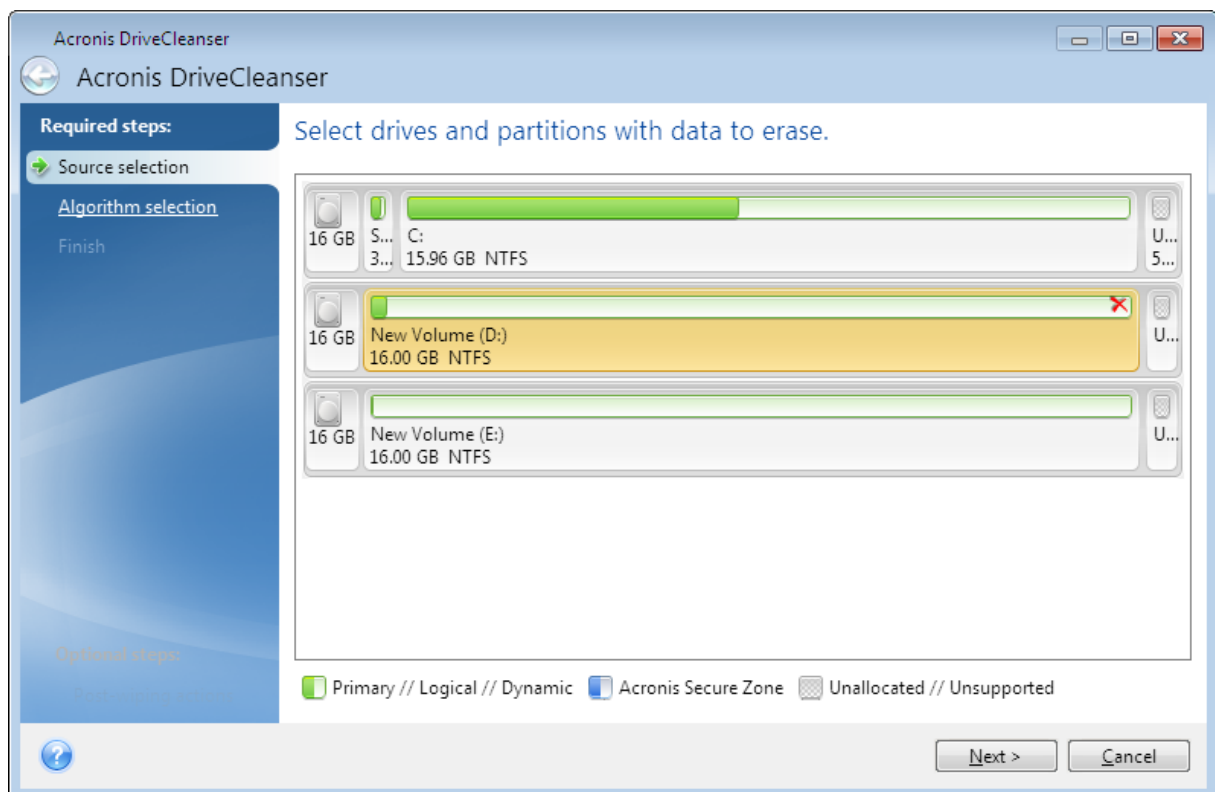 Acronis DriveCleanser
Acronis DriveCleanser
Required steps:
Source selection
Algorithm selection
Finish
Optional steps:
Select drives and partitions with data to erase.
16 GB
S...
3...
C:
15.96 GB NTFS
U...
5...
16 GB
New Volume (D:)
16.00 GB NTFS
U...
16 GB
New Volume (E:)
16.00 GB NTFS
U...
Primary // Logical // Dynamic
Acronis Secure Zone
Unallocated // Unsupported
?
Next >
Cancel